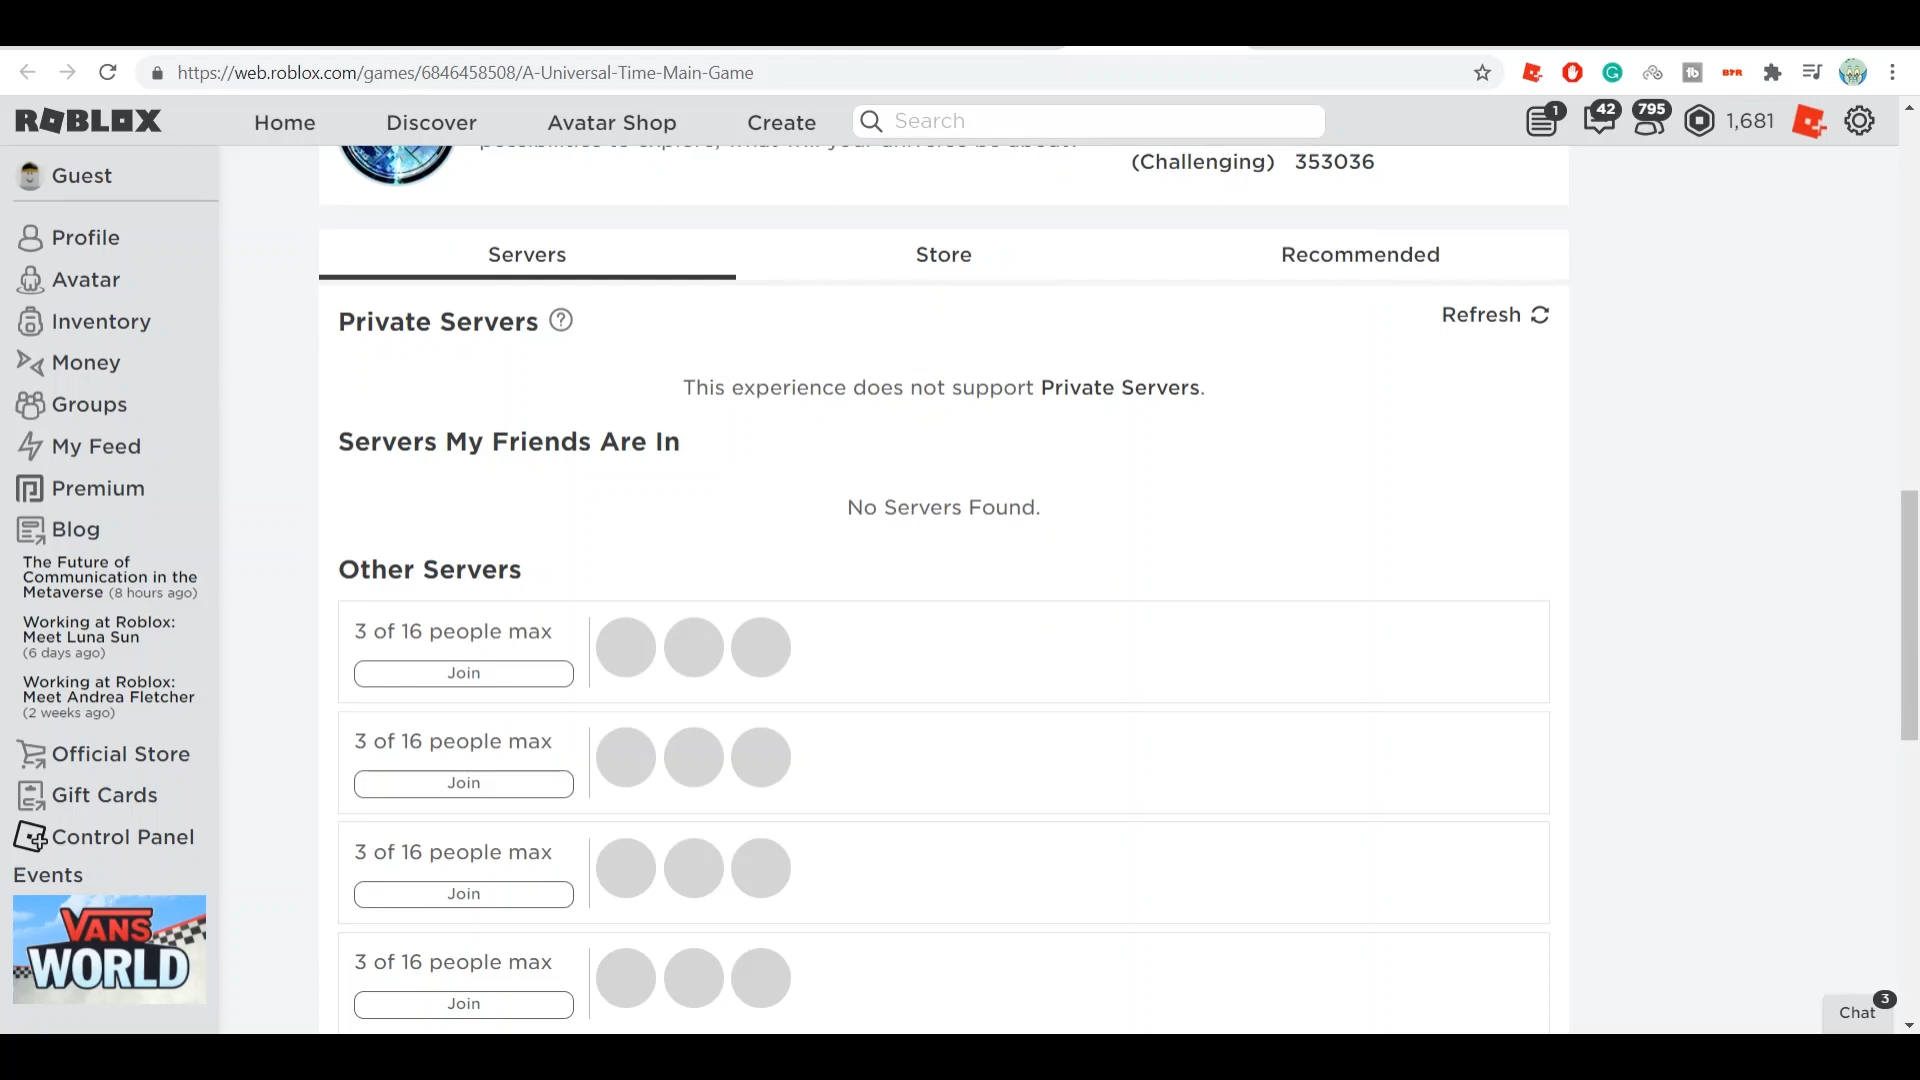 https://web.roblox.com/games/6846458508/A-Universal-Time-Main-Game
BTR
ROBLOX
Home
Discover
Avatar Shop
Create
Search
1
42
795
1,681
Guest
(Challenging) 353036
Profile
Avatar
Inventory
Money
Groups
My Feed
Premium
Blog
The Future of
Communication in the
Metaverse (8 hours ago)
Working at Roblox:
Meet Luna Sun
(6 days ago)
Working at Roblox:
Meet Andrea Fletcher
(2 weeks ago)
Official Store
Gift Cards
Control Panel
Events
VANS
WORLD
Servers
Store
Recommended
Private Servers ?
Refresh
This experience does not support Private Servers.
Servers My Friends Are In
No Servers Found.
Other Servers
3 of 16 people max
Join
3 of 16 people max
Join
3 of 16 people max
Join
3 of 16 people max
Join
Chat
3